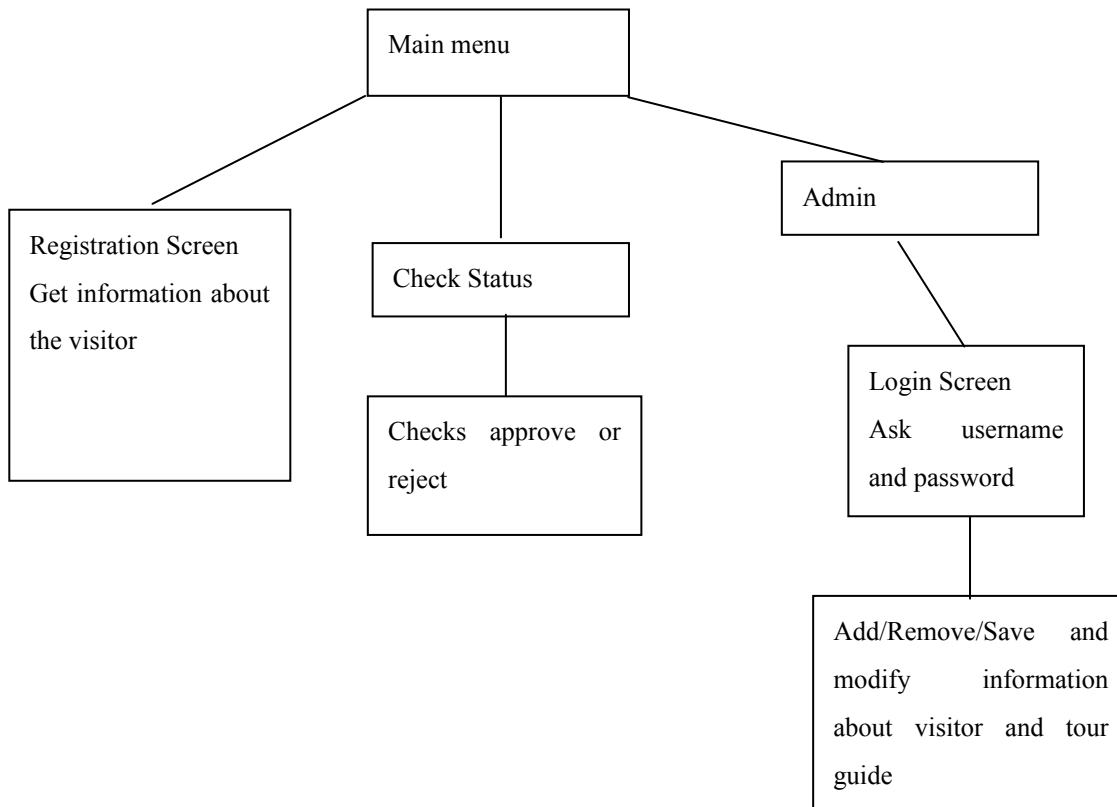 Main menu
Admin
Registration Screen
Get information about
the visitor
Check Status
Login Screen
Ask username
and password
Checks approve or
reject
Add/Remove/Save and
modify information
about visitor and tour
guide